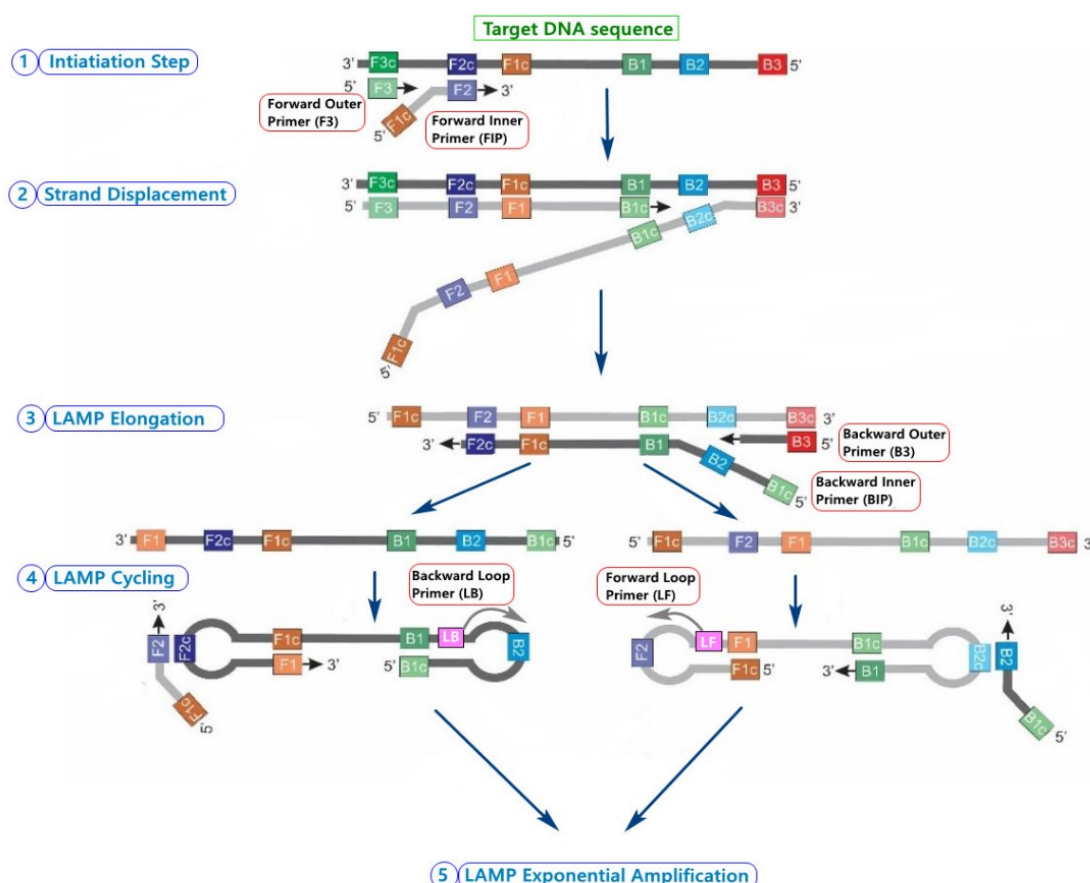 Target DNA sequence
1 Intiatiation Step
3' F3c F2c F1c B1 B2 B3 5'
5' F3 F2 3'
F1c
5'
Forward Outer
Primer (F3)
Forward Inner
Primer (FIP)
2 Strand Displacement
3' F3c F2c F1c B1 B2 B3 5'
5' F3 F2 F1 B1c B3c 3'
B2c
B1c
F1
F2
F1c
5'
3 LAMP Elongation
5' F1c F2 F1 B1c B2c B3c 3'
3' F2c F1c B1 B3 5'
B2
B1c
5'
Backward Outer
Primer (B3)
Backward Inner
Primer (BIP)
3' F1 F2c F1c B1 B2 B1c 5'
5' F1c F2 F1 B1c B2c B3c 3'
4 LAMP Cycling
Backward Loop
Primer (LB)
Forward Loop
Primer (LF)
3'
F2 F2c F1c B1 LB B2
F1 3' 5' B1c
F1c
5'
F2 LF F1 B1c B2c B2 3'
F1c 5' 3' B1
B1c
5'
5 LAMP Exponential Amplification